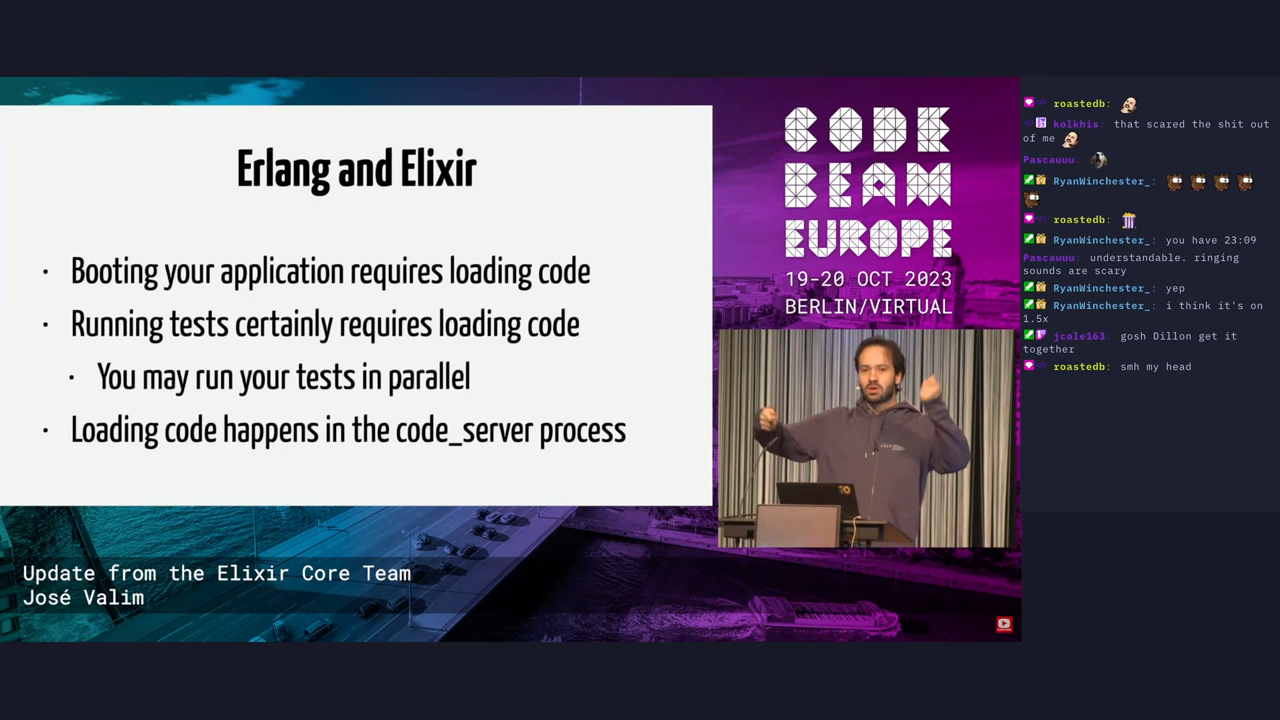 Erlang and Elixir
· Booting your application requires loading code
· Running tests certainly requires loading code
· You may run your tests in parallel
· Loading code happens in the code_server process
CODE
BEAM
EUROPE
19-20 OCT 2023
BERLIN/VIRTUAL
Update from the Elixir Core Team
José Valim
roastedb:
kolkhis: that scared the shit out
of me
Pascauuu:
RyanWinchester_:
roastedb:
RyanWinchester_: you have 23:09
Pascauuu: understandable. ringing
sounds are scary
RyanWinchester_: yep
RyanWinchester_: i think it's on
1.5x
jcole163: gosh Dillon get it
together
roastedb: smh my head